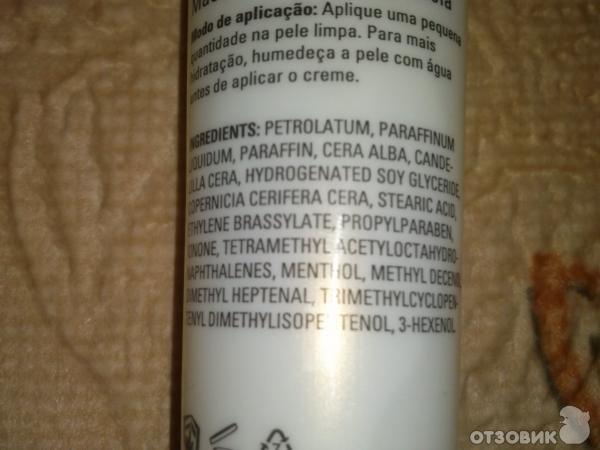 Modo de aplicação: Aplique uma pequena
quantidade na pele limpa. Para mais
hidratação, humedeça a pele com água
antes de aplicar o creme.
INGREDIENTS: PETROLATUM, PARAFFINUM
LIQUIDUM, PARAFFIN, CERA ALBA, CANDE-
LILLA CERA, HYDROGENATED SOY GLYCERIDE,
COPERNICIA CERIFERA CERA, STEARIC ACID,
ETHYLENE BRASSYLATE, PROPYLPARABEN,
IONONE, TETRAMETHYL ACETYLOCTAHYDRO-
NAPHTHALENES, MENTHOL, METHYL DECENOL,
DIMETHYL HEPTENAL, TRIMETHYLCYCLOPEN-
TENYL DIMETHYLISOPENTENOL, 3-HEXENOL.
7
ОТЗОВИК